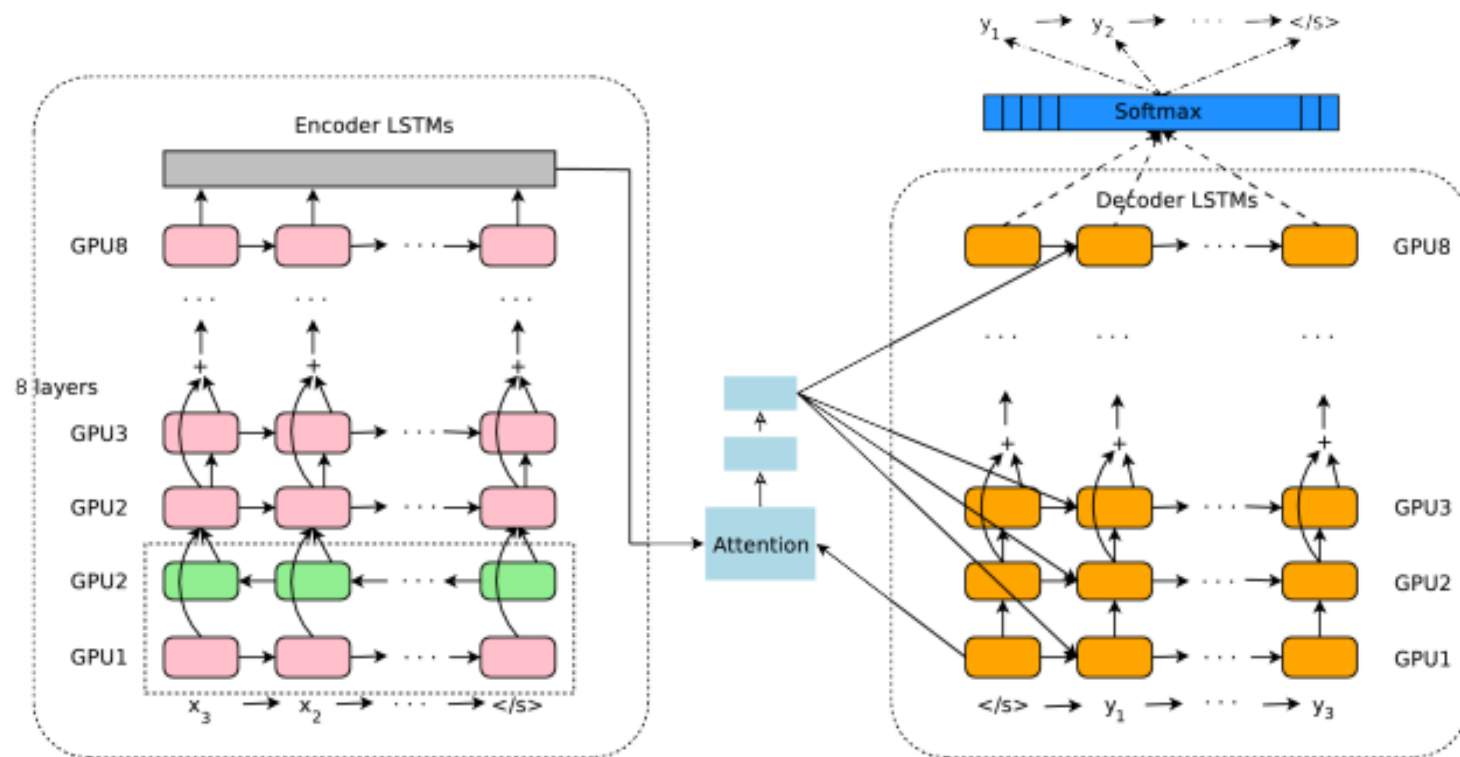 y1 y2 · · · </s>
Softmax
Encoder LSTMs
Decoder LSTMs
GPU8
GPU8
· · · · · · · · ·
· · · · · · · · ·
+ + +
8 layers
GPU3
+ + +
GPU2
GPU3
Attention
GPU2
GPU2
GPU1
GPU1
x3 x2 · · · </s>
</s> y1 · · · y3